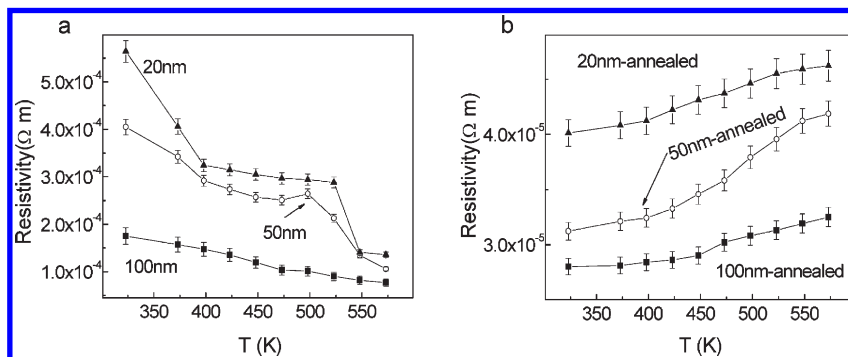 a
Resistivity(Ω m)
5.0x10⁻⁴
4.0x10⁻⁴
3.0x10⁻⁴
2.0x10⁻⁴
1.0x10⁻⁴
20nm
50nm
100nm
350 400 450 500 550
T (K)
b
Resistivity(Ω m)
4.0x10⁻⁵
3.0x10⁻⁵
20nm-annealed
50nm-annealed
100nm-annealed
350 400 450 500 550
T (K)